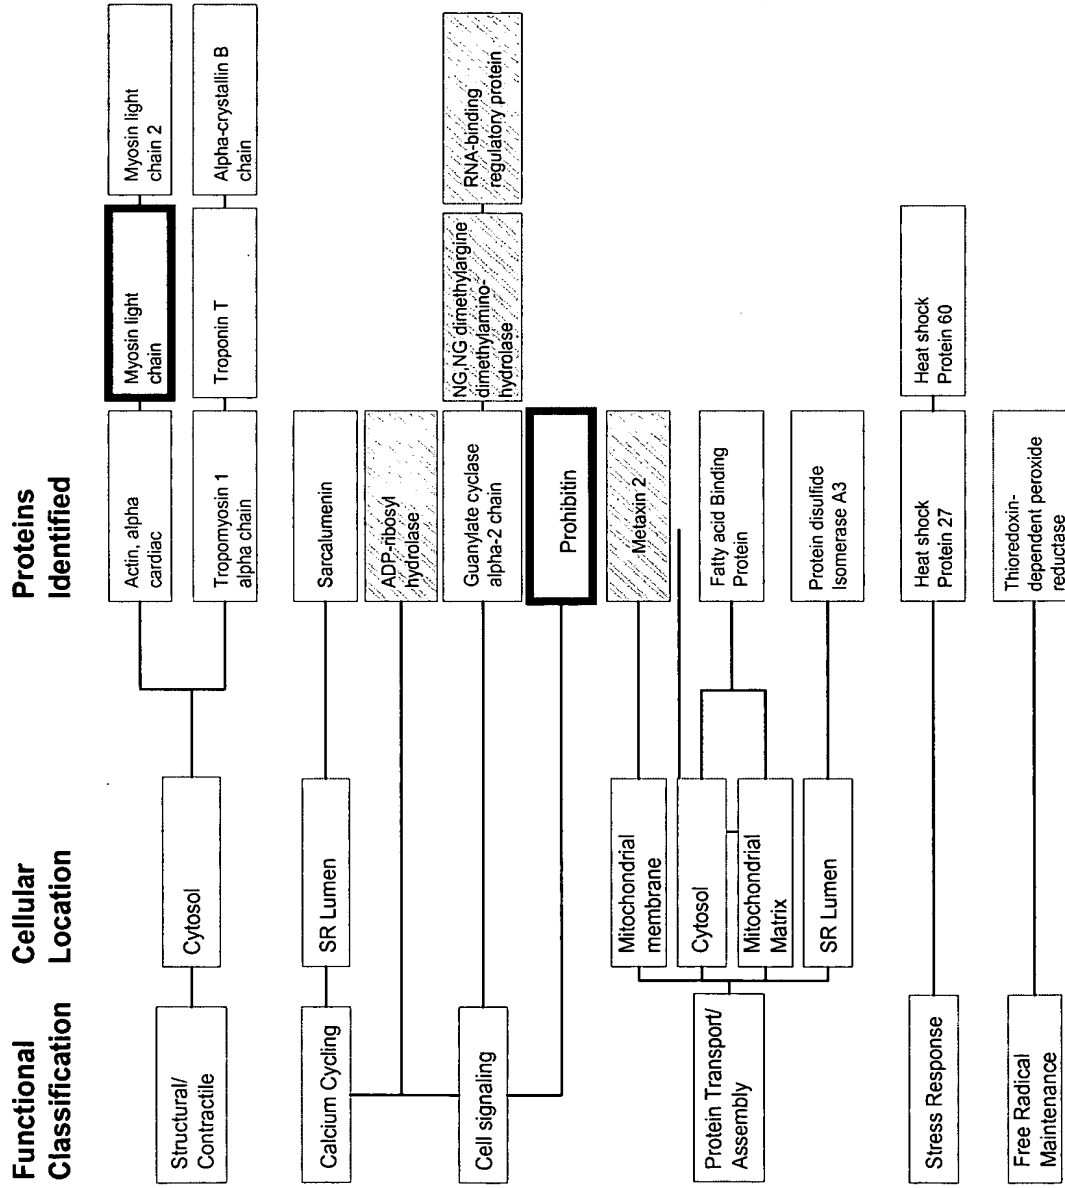 Functional
Classification
Cellular
Location
Proteins
Identified
Structural/
Contractile
Cytosol
Actin, alpha
cardiac
Myosin light
chain
Myosin light
chain 2
Tropomyosin 1
alpha chain
Troponin T
Alpha-crystallin B
chain
Calcium Cycling
SR Lumen
Sarcalumenin
ADP-ribosyl
hydrolase
Cell signaling
Guanylate cyclase
alpha-2 chain
NG,NG dimethylargine
dimethylamino-
hydrolase
RNA-binding
regulatory protein
Prohibitin
Protein Transport/
Assembly
Mitochondrial
membrane
Metaxin 2
Cytosol
Mitochondrial
Matrix
Fatty acid Binding
Protein
SR Lumen
Protein disulfide
Isomerase A3
Stress Response
Heat shock
Protein 27
Heat shock
Protein 60
Free Radical
Maintenance
Thioredoxin-
dependent peroxide
reductase